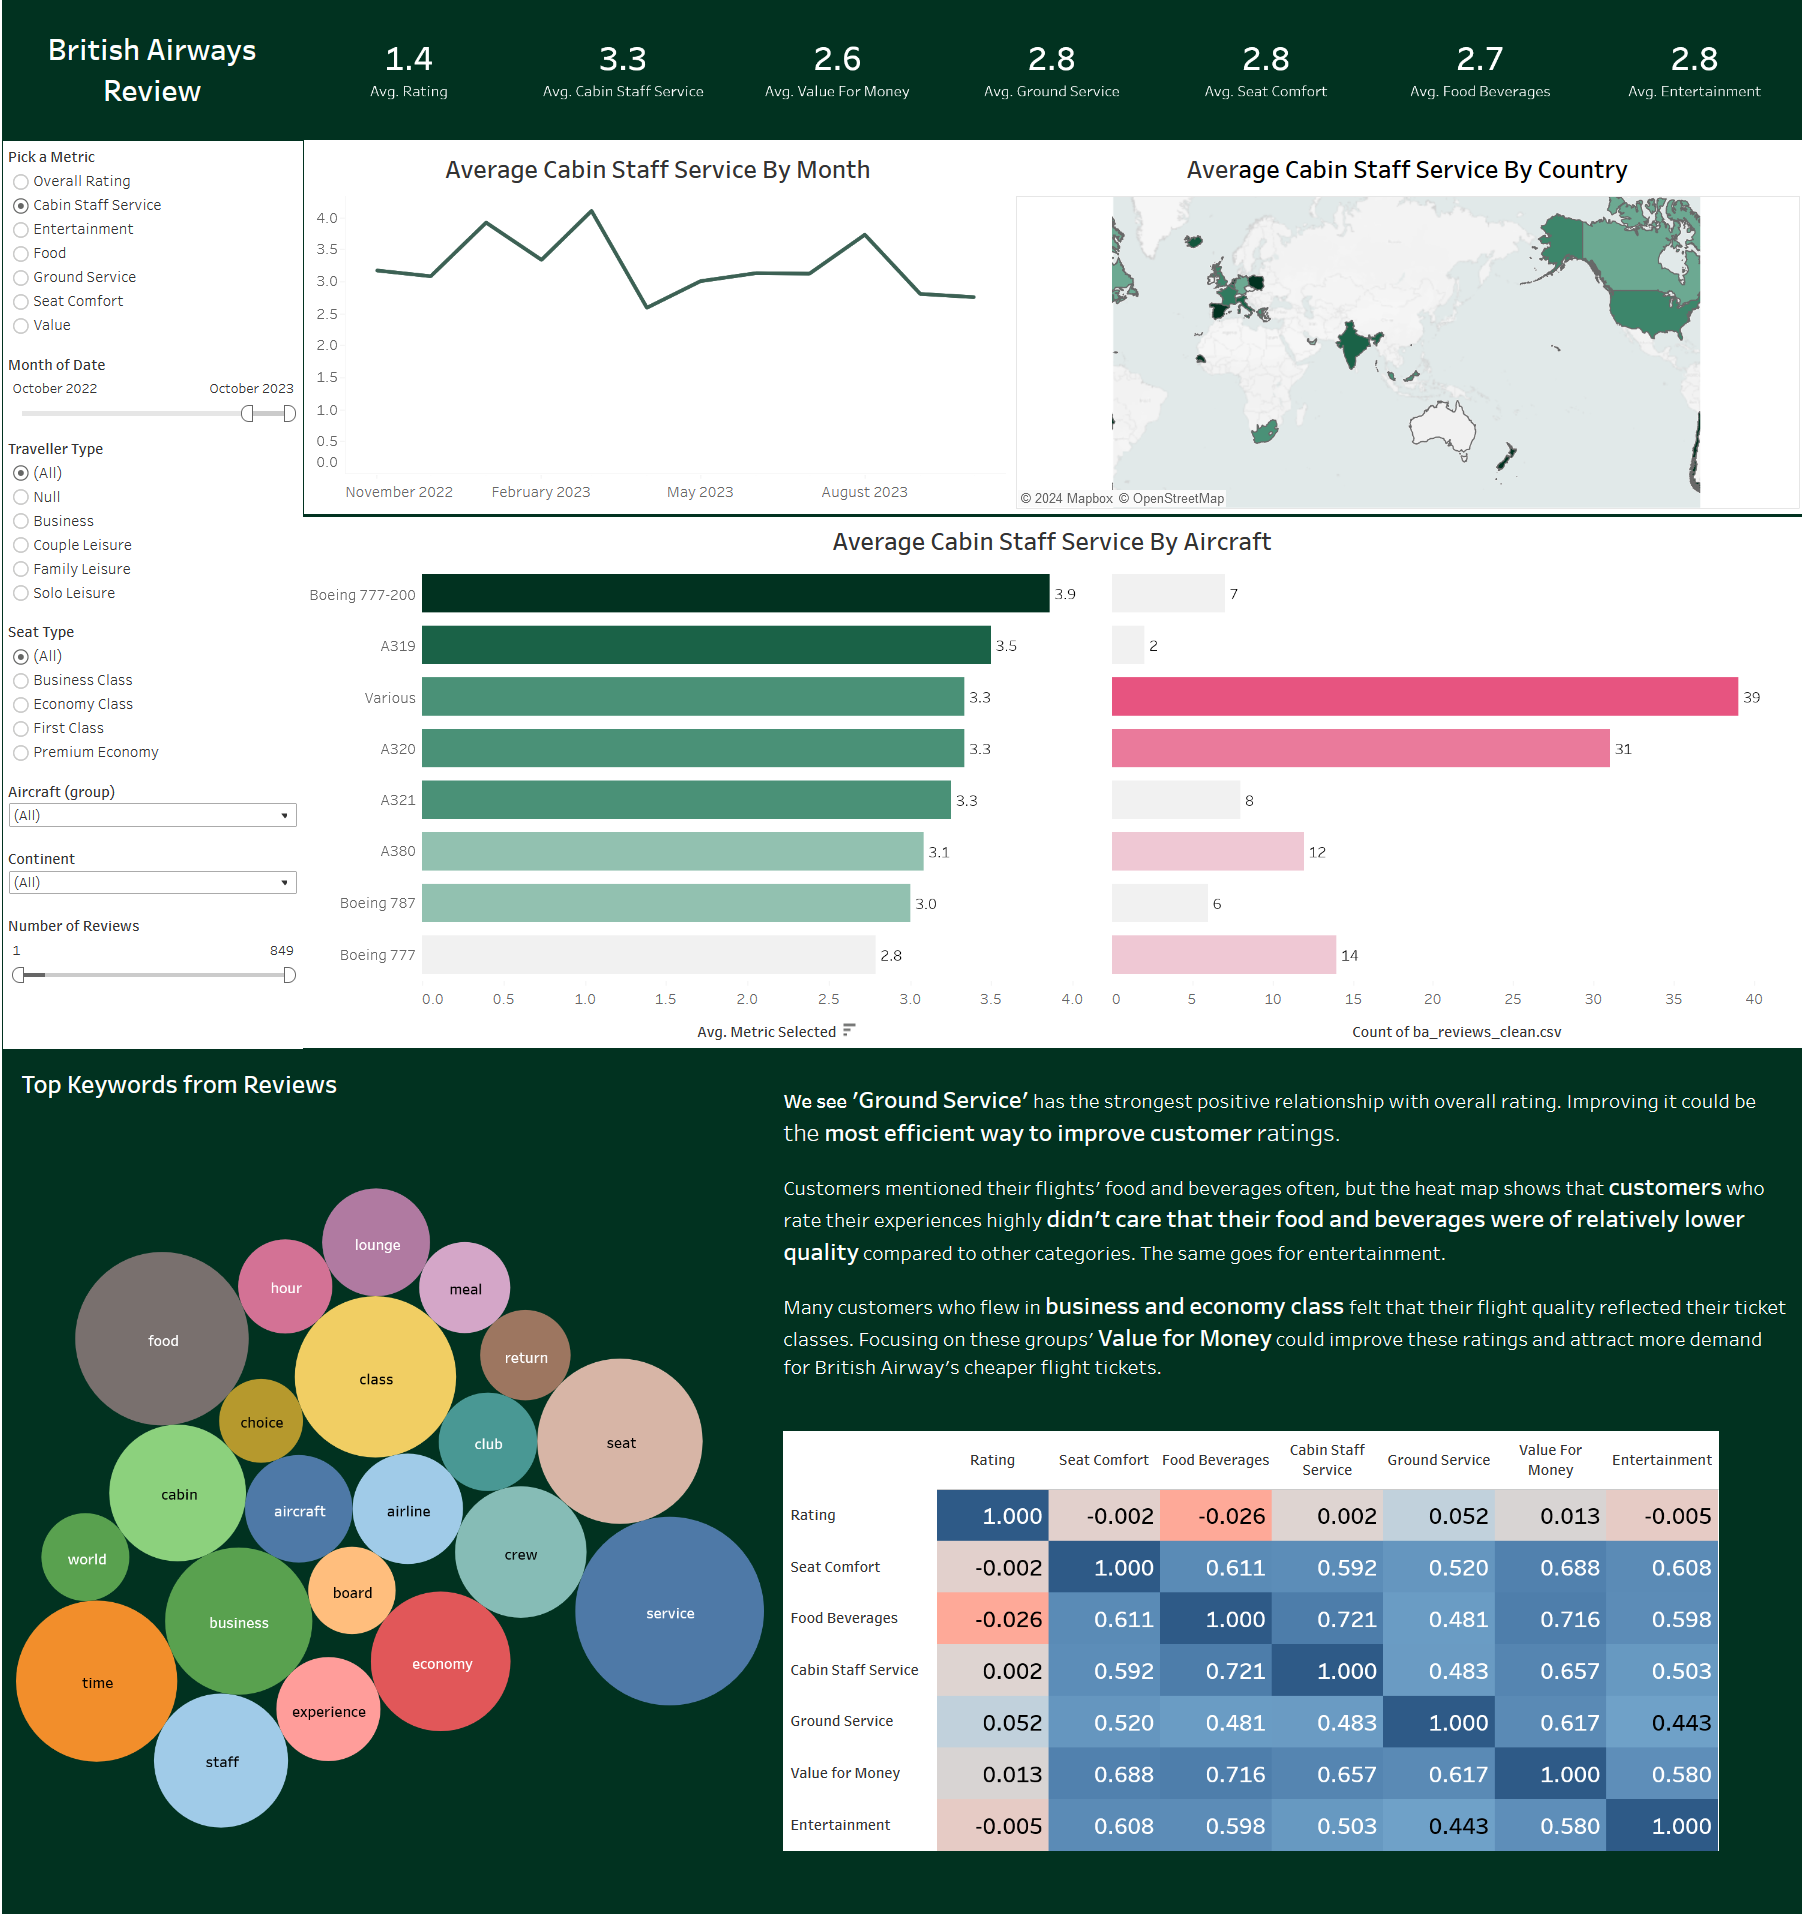 British Airways
Review
1.4
Avg. Rating
3.3
Avg. Cabin Staff Service
2.6
Avg. Value For Money
2.8
Avg. Ground Service
2.8
Avg. Seat Comfort
2.7
Avg. Food Beverages
2.8
Avg. Entertainment
Pick a Metric
Overall Rating
Cabin Staff Service
Entertainment
Food
Ground Service
Seat Comfort
Value
Month of Date
October 2022 October 2023
Traveller Type
(All)
Null
Business
Couple Leisure
Family Leisure
Solo Leisure
Seat Type
(All)
Business Class
Economy Class
First Class
Premium Economy
Aircraft (group)
(All)
Continent
(All)
Number of Reviews
1 849
Average Cabin Staff Service By Month
4.0
3.5
3.0
2.5
2.0
1.5
1.0
0.5
0.0
November 2022 February 2023 May 2023 August 2023
Average Cabin Staff Service By Country
© 2024 Mapbox © OpenStreetMap
Average Cabin Staff Service By Aircraft
Boeing 777-200 3.9 7
A319 3.5 2
Various 3.3 39
A320 3.3 31
A321 3.3 8
A380 3.1 12
Boeing 787 3.0 6
Boeing 777 2.8 14
0.0 0.5 1.0 1.5 2.0 2.5 3.0 3.5 4.0 0 5 10 15 20 25 30 35 40
Avg. Metric Selected Count of ba_reviews_clean.csv
Top Keywords from Reviews
lounge
hour
meal
food
return
class
choice
club
seat
cabin
aircraft
airline
crew
world
board
business
service
economy
time
experience
staff
We see 'Ground Service' has the strongest positive relationship with overall rating. Improving it could be
the most efficient way to improve customer ratings.
Customers mentioned their flights' food and beverages often, but the heat map shows that customers who
rate their experiences highly didn't care that their food and beverages were of relatively lower
quality compared to other categories. The same goes for entertainment.
Many customers who flew in business and economy class felt that their flight quality reflected their ticket
classes. Focusing on these groups' Value for Money could improve these ratings and attract more demand
for British Airway's cheaper flight tickets.
Rating Seat Comfort Food Beverages Cabin Staff Service Ground Service Value For Money Entertainment
Rating 1.000 -0.002 -0.026 0.002 0.052 0.013 -0.005
Seat Comfort -0.002 1.000 0.611 0.592 0.520 0.688 0.608
Food Beverages -0.026 0.611 1.000 0.721 0.481 0.716 0.598
Cabin Staff Service 0.002 0.592 0.721 1.000 0.483 0.657 0.503
Ground Service 0.052 0.520 0.481 0.483 1.000 0.617 0.443
Value for Money 0.013 0.688 0.716 0.657 0.617 1.000 0.580
Entertainment -0.005 0.608 0.598 0.503 0.443 0.580 1.000